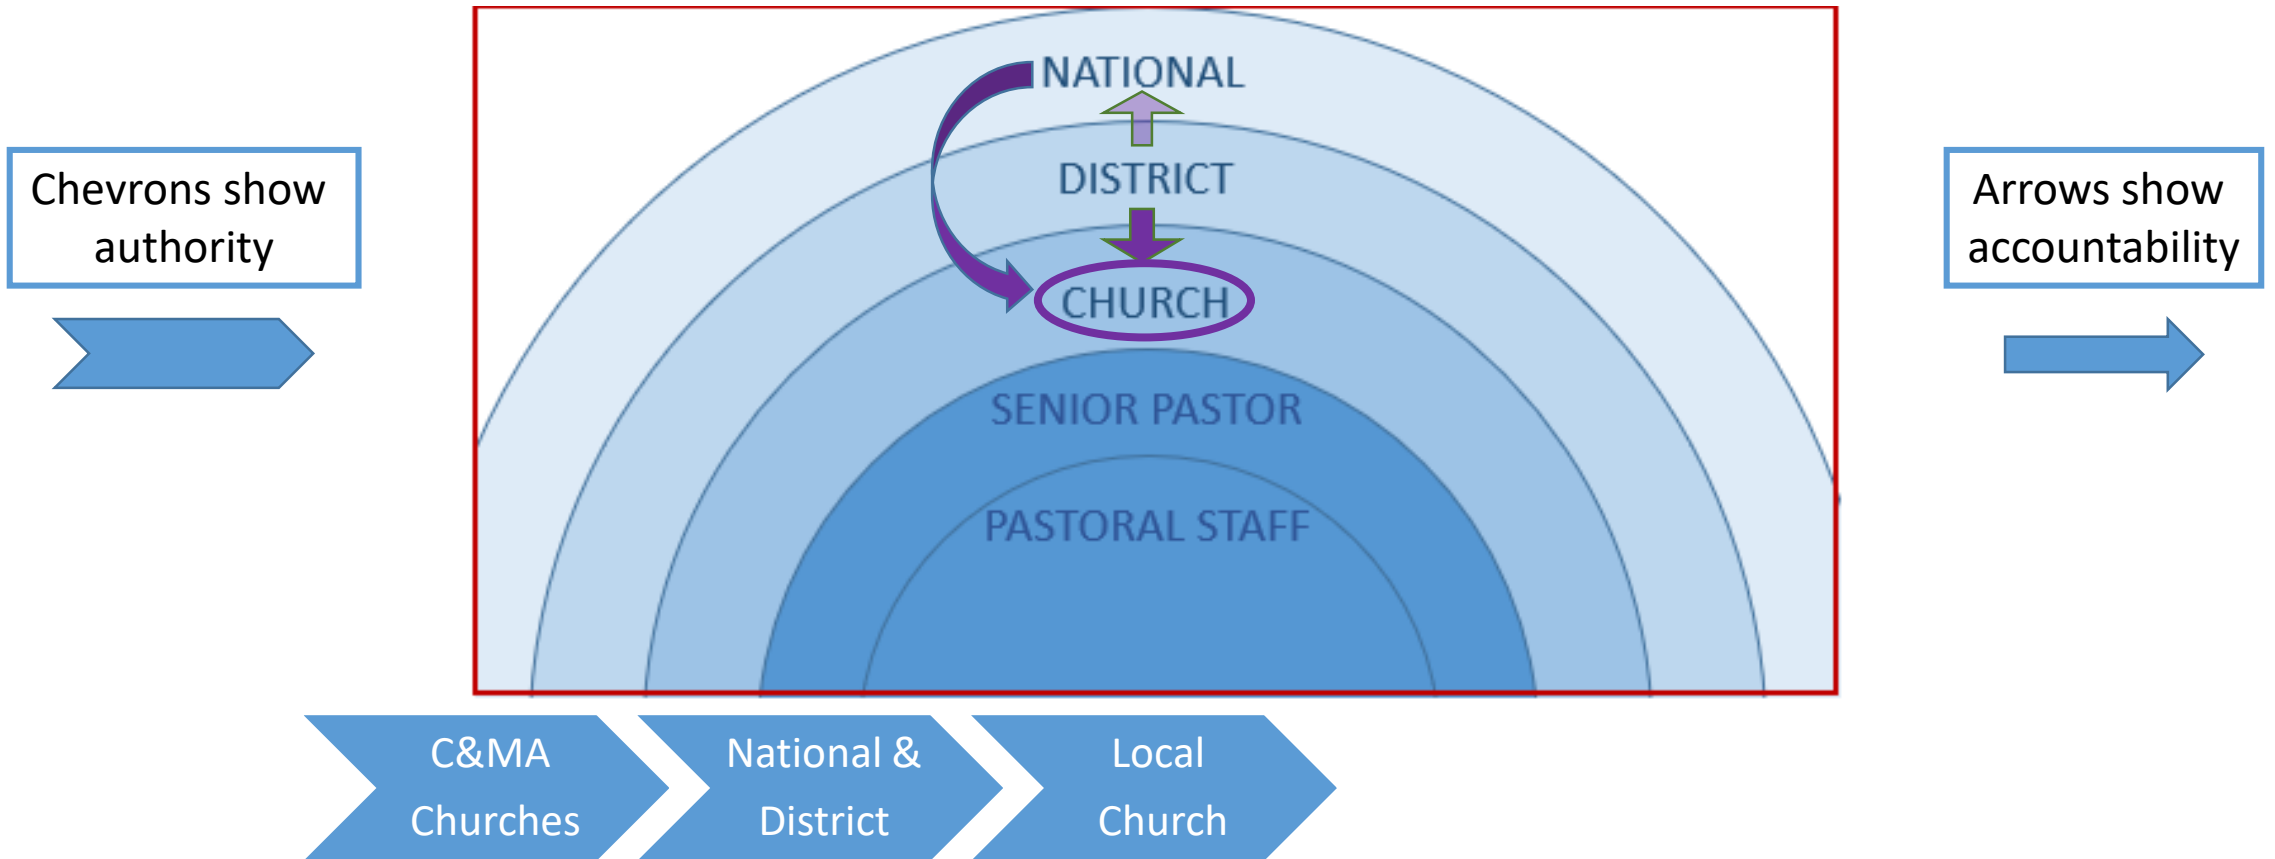 Chevrons show
authority
NATIONAL
DISTRICT
CHURCH
SENIOR PASTOR
PASTORAL STAFF
Arrows show
accountability
C&MA
Churches
National &
District
Local
Church